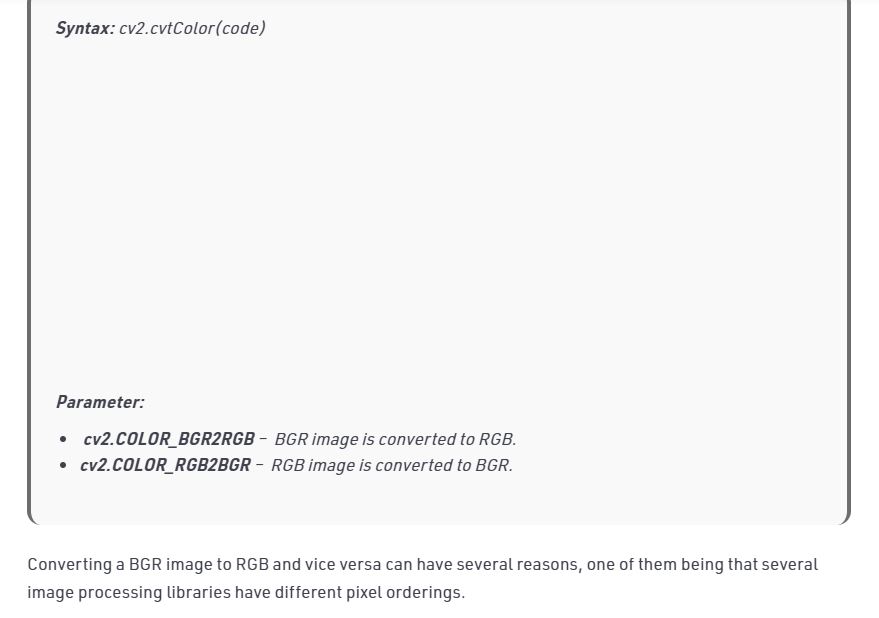 Syntax: cv2.cvtColor(code)
Parameter:
• cv2.COLOR_BGR2RGB – BGR image is converted to RGB.
• cv2.COLOR_RGB2BGR – RGB image is converted to BGR.
Converting a BGR image to RGB and vice versa can have several reasons, one of them being that several
image processing libraries have different pixel orderings.